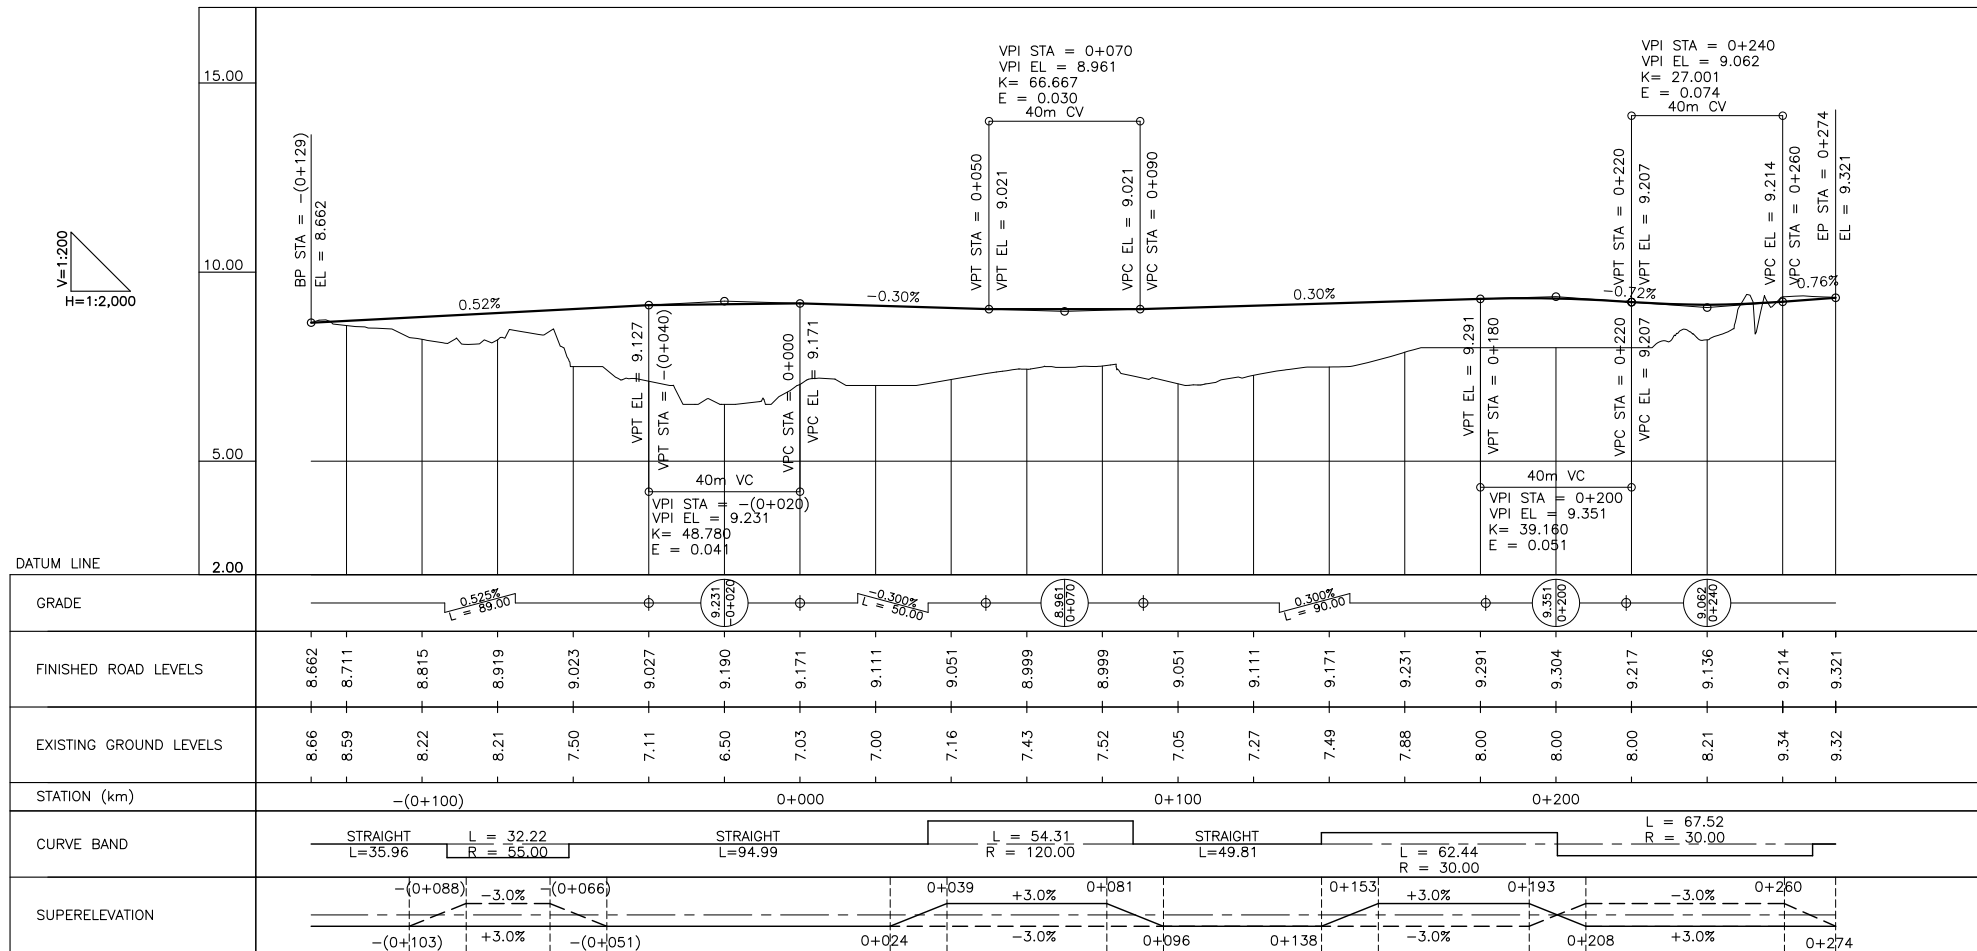 VPI STA = 0+070
VPI EL = 8.961
K= 66.667
E = 0.030
40m CV
VPI STA = 0+240
VPI EL = 9.062
K= 27.001
E = 0.074
40m CV
15.00
10.00
5.00
2.00
V=1:200
H=1:2,000
BP STA = -(0+129)
EL = 8.662
0.52%
VPT EL = 9.127
VPT STA = -(0+040)
VPC STA = 0+000
VPC EL = 9.171
-0.30%
VPT STA = 0+050
VPT EL = 9.021
VPC EL = 9.021
VPC STA = 0+090
0.30%
VPT EL = 9.291
VPT STA = 0+180
VPT STA = 0+220
VPT EL = 9.207
-0.72%
VPC STA = 0+220
VPC EL = 9.207
VPC EL = 9.214
VPC STA = 0+260
0.76%
EP STA = 0+274
EL = 9.321
40m VC
VPI STA = -(0+020)
VPI EL = 9.231
K= 48.780
E = 0.041
40m VC
VPI STA = 0+200
VPI EL = 9.351
K= 39.160
E = 0.051
DATUM LINE
GRADE
0.525%
L = 89.00
9.231
-0+020
-0.300%
L = 50.00
8.961
0+070
0.300%
L = 90.00
9.351
0+200
9.062
0+240
FINISHED ROAD LEVELS
8.662 8.711 8.815 8.919 9.023 9.027 9.190 9.171 9.111 9.051 8.999 8.999 9.051 9.111 9.171 9.231 9.291 9.304 9.217 9.136 9.214 9.321
EXISTING GROUND LEVELS
8.66 8.59 8.22 8.21 7.50 7.11 6.50 7.03 7.00 7.16 7.43 7.52 7.05 7.27 7.49 7.88 8.00 8.00 8.00 8.21 9.34 9.32
STATION (km)
-(0+100) 0+000 0+100 0+200
CURVE BAND
STRAIGHT
L=35.96
L = 32.22
R = 55.00
STRAIGHT
L=94.99
L = 54.31
R = 120.00
STRAIGHT
L=49.81
L = 62.44
R = 30.00
L = 67.52
R = 30.00
SUPERELEVATION
-(0+088) -3.0% -(0+066) 0+039 +3.0% 0+081 0+153 +3.0% 0+193 -3.0% 0+260
-(0+103) +3.0% -(0+051) 0+024 -3.0% 0+096 0+138 -3.0% 0+208 +3.0% 0+274